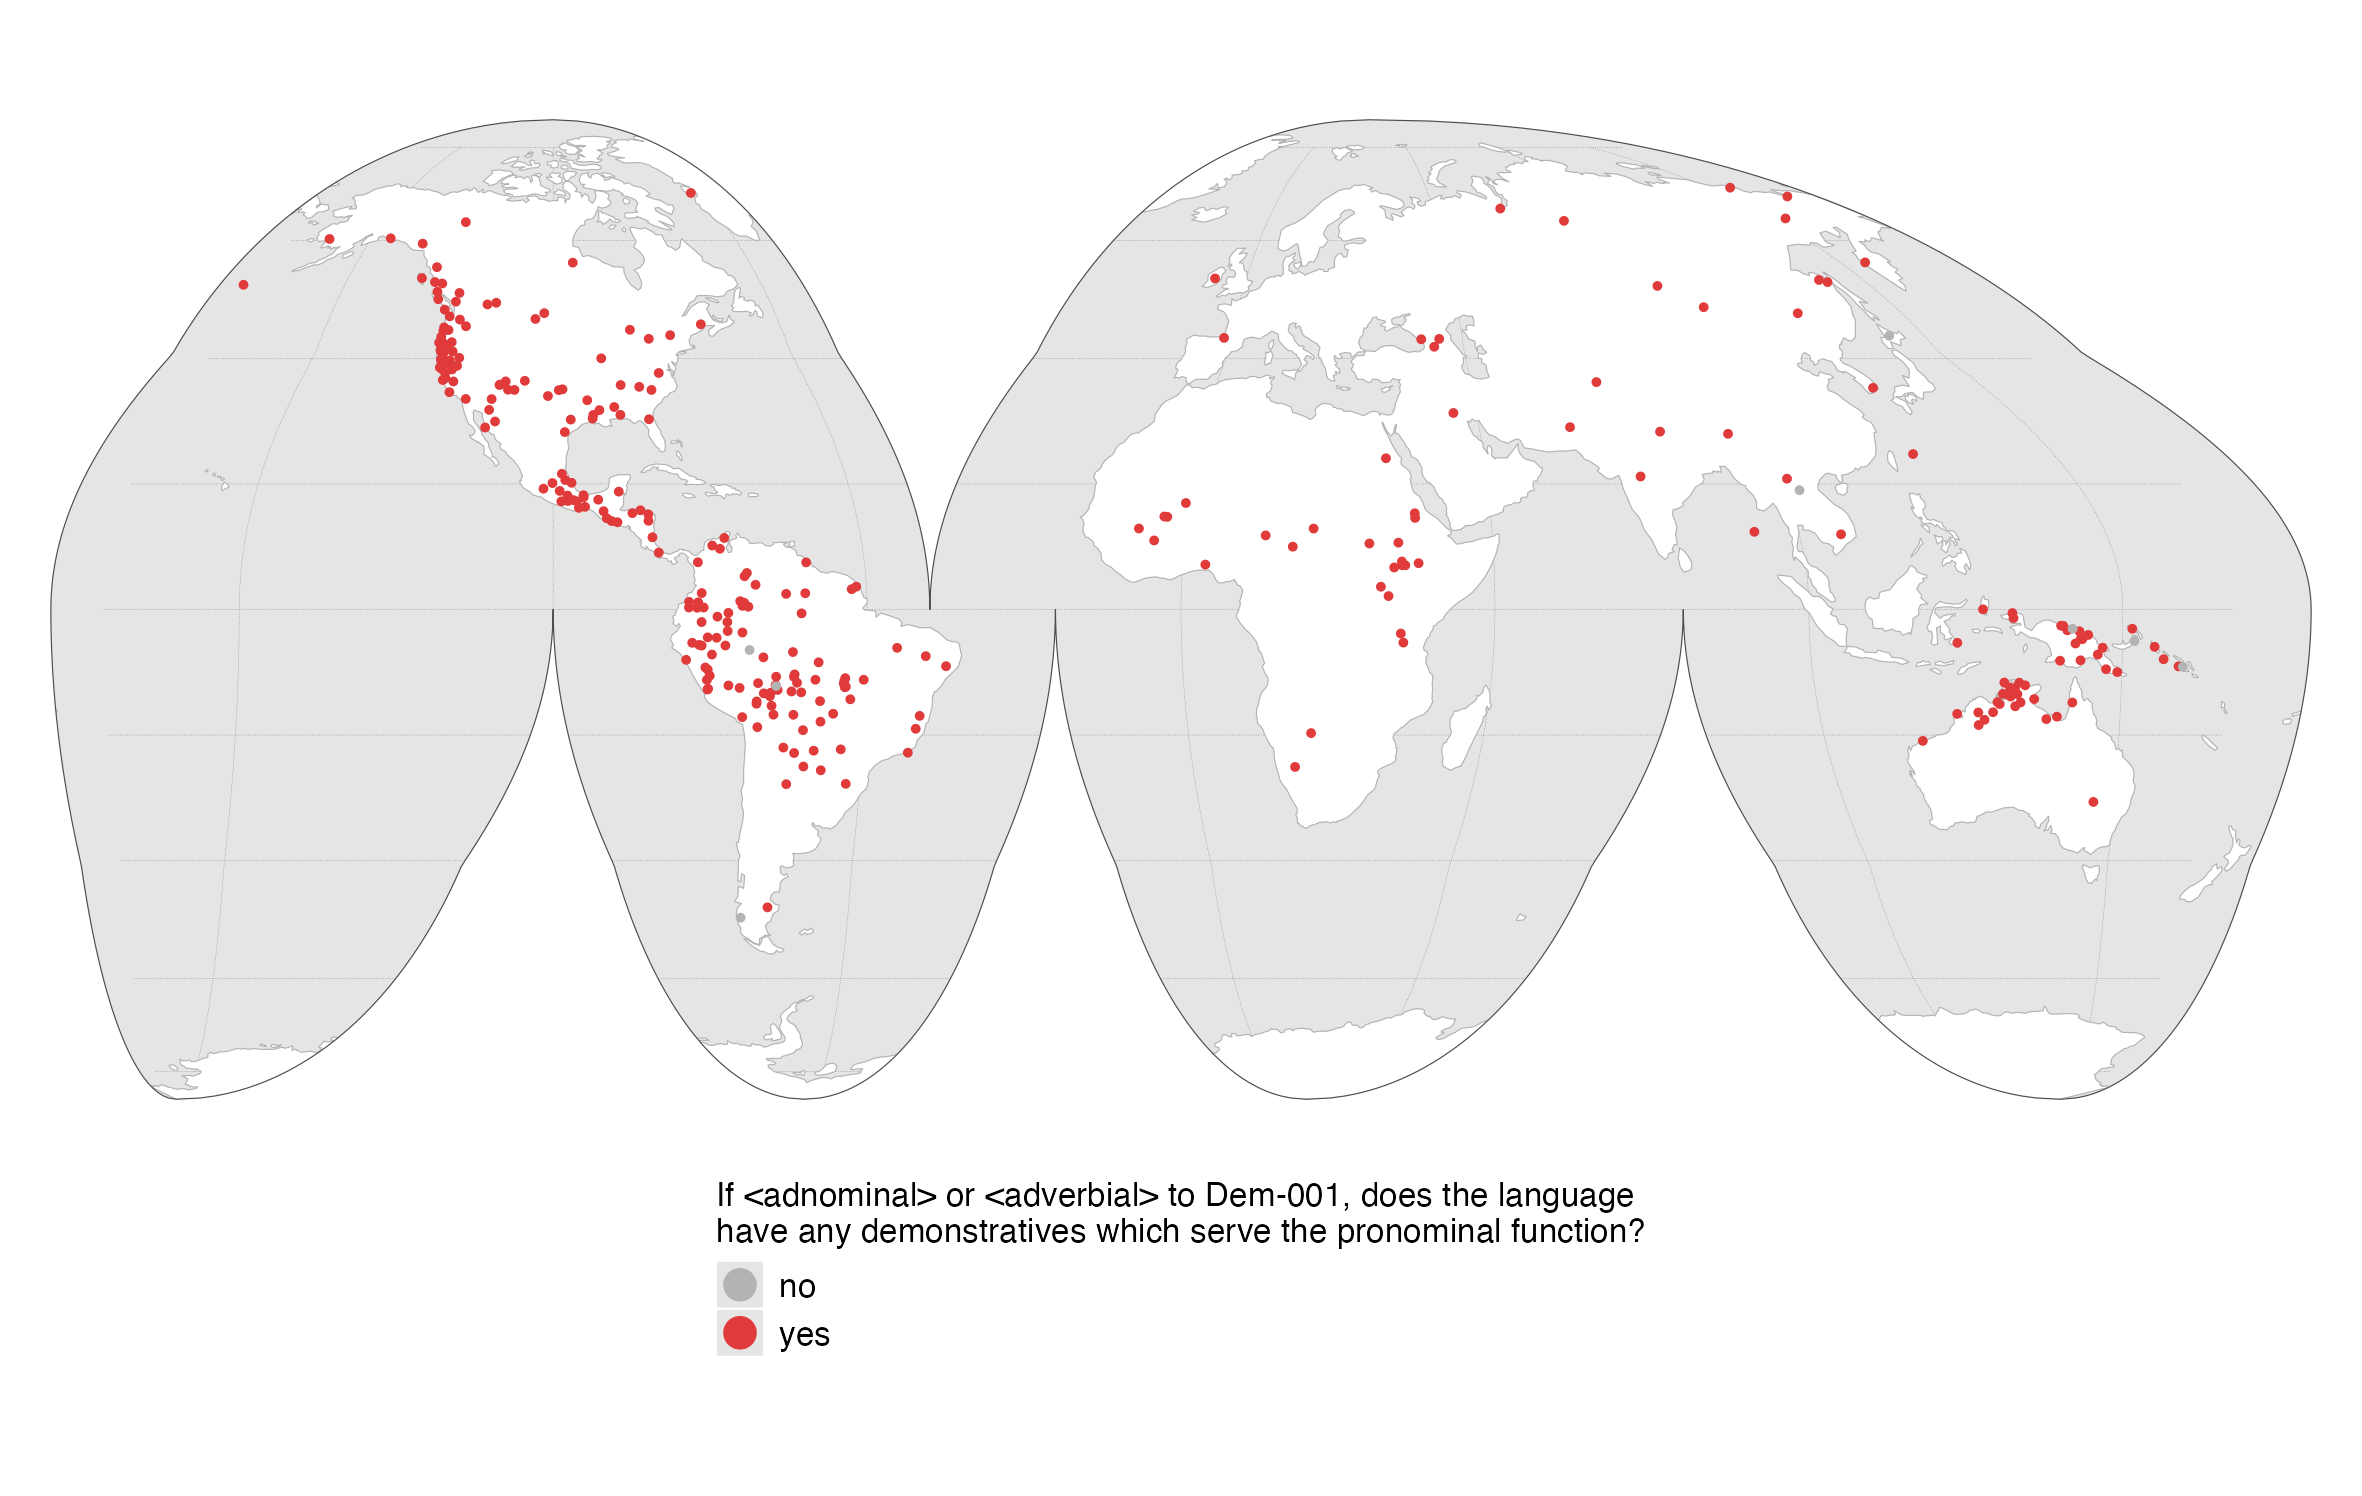 If <adnominal> or <adverbial> to Dem-001, does the language
have any demonstratives which serve the pronominal function?
no
yes